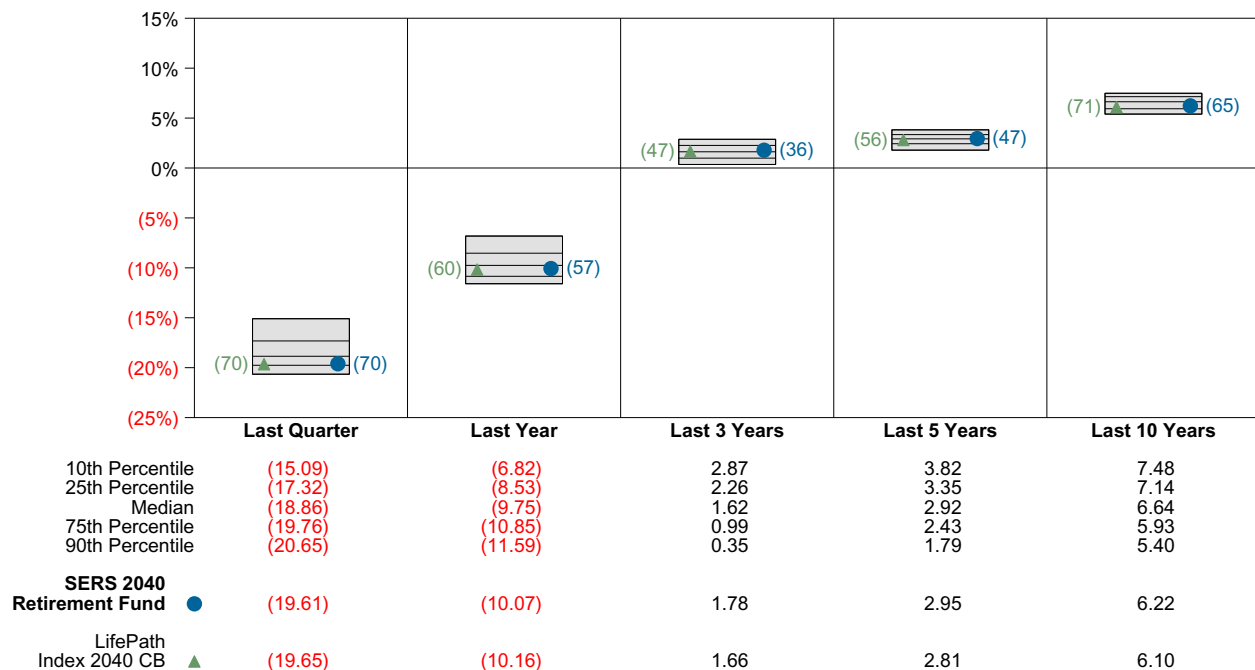 15%
10%
5%
0%
(5%)
(10%)
(15%)
(20%)
(25%)
(70) (70)
(60) (57)
(47) (36)
(56) (47)
(71) (65)
Last Quarter Last Year Last 3 Years Last 5 Years Last 10 Years
10th Percentile (15.09) (6.82) 2.87 3.82 7.48
25th Percentile (17.32) (8.53) 2.26 3.35 7.14
Median (18.86) (9.75) 1.62 2.92 6.64
75th Percentile (19.76) (10.85) 0.99 2.43 5.93
90th Percentile (20.65) (11.59) 0.35 1.79 5.40
SERS 2040
Retirement Fund (19.61) (10.07) 1.78 2.95 6.22
LifePath
Index 2040 CB (19.65) (10.16) 1.66 2.81 6.10